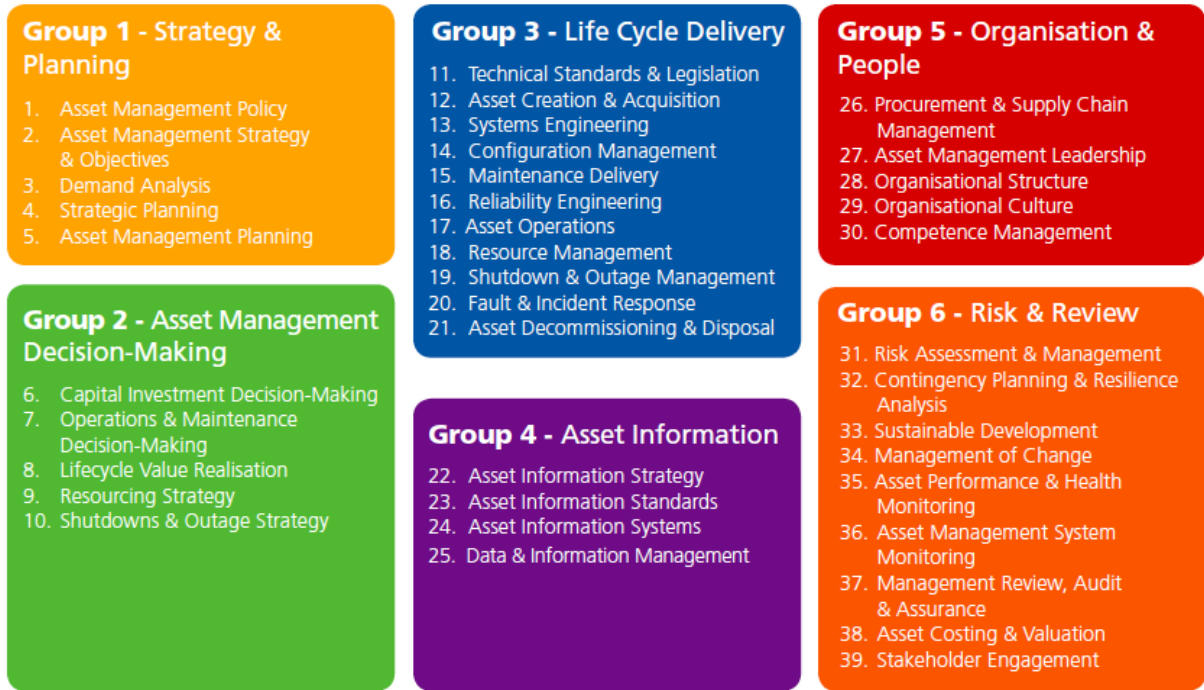 Group 1 - Strategy &
Planning
1. Asset Management Policy
2. Asset Management Strategy
& Objectives
3. Demand Analysis
4. Strategic Planning
5. Asset Management Planning
Group 2 - Asset Management
Decision-Making
6. Capital Investment Decision-Making
7. Operations & Maintenance
Decision-Making
8. Lifecycle Value Realisation
9. Resourcing Strategy
10. Shutdowns & Outage Strategy
Group 3 - Life Cycle Delivery
11. Technical Standards & Legislation
12. Asset Creation & Acquisition
13. Systems Engineering
14. Configuration Management
15. Maintenance Delivery
16. Reliability Engineering
17. Asset Operations
18. Resource Management
19. Shutdown & Outage Management
20. Fault & Incident Response
21. Asset Decommissioning & Disposal
Group 4 - Asset Information
22. Asset Information Strategy
23. Asset Information Standards
24. Asset Information Systems
25. Data & Information Management
Group 5 - Organisation &
People
26. Procurement & Supply Chain
Management
27. Asset Management Leadership
28. Organisational Structure
29. Organisational Culture
30. Competence Management
Group 6 - Risk & Review
31. Risk Assessment & Management
32. Contingency Planning & Resilience
Analysis
33. Sustainable Development
34. Management of Change
35. Asset Performance & Health
Monitoring
36. Asset Management System
Monitoring
37. Management Review, Audit
& Assurance
38. Asset Costing & Valuation
39. Stakeholder Engagement